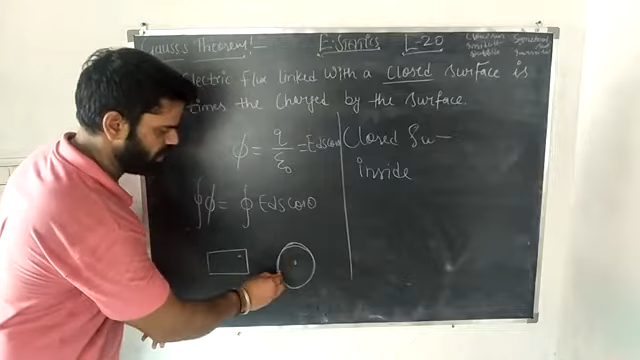 Gauss's Theorem!- E-Statics L-20
Electric flux linked with a closed surface is
times the charged by the surface.
ϕ = q/ε₀ = Edscosθ
∮ϕ = ∮ Edscosθ
Closed Su-
inside